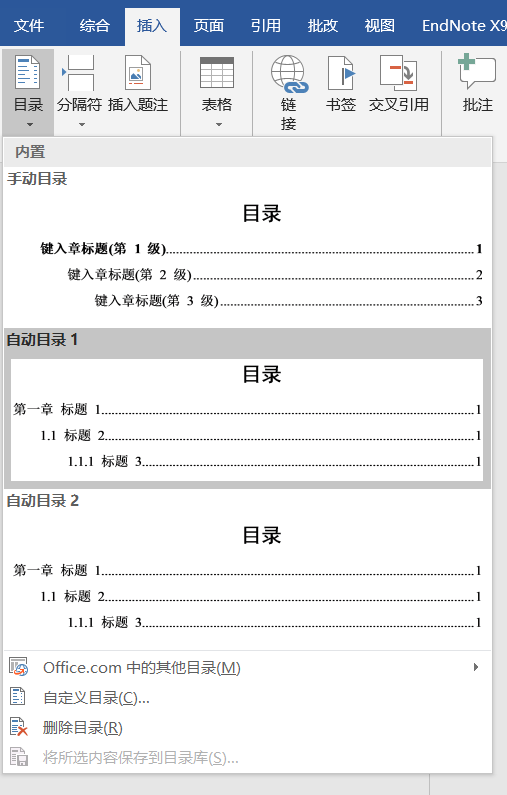 文件 综合 插入 页面 引用 批改 视图 EndNote X9
目录 分隔符 插入题注 表格 链接 书签 交叉引用 批注
内置
手动目录
目录
键入章标题(第 1 级)........................................1
键入章标题(第 2 级)........................................2
键入章标题(第 3 级)........................................3
自动目录 1
目录
第一章 标题 1........................................1
1.1 标题 2........................................1
1.1.1 标题 3........................................1
自动目录 2
目录
第一章 标题 1........................................1
1.1 标题 2........................................1
1.1.1 标题 3........................................1
Office.com 中的其他目录(M)
自定义目录(C)...
删除目录(R)
将所选内容保存到目录库(S)...